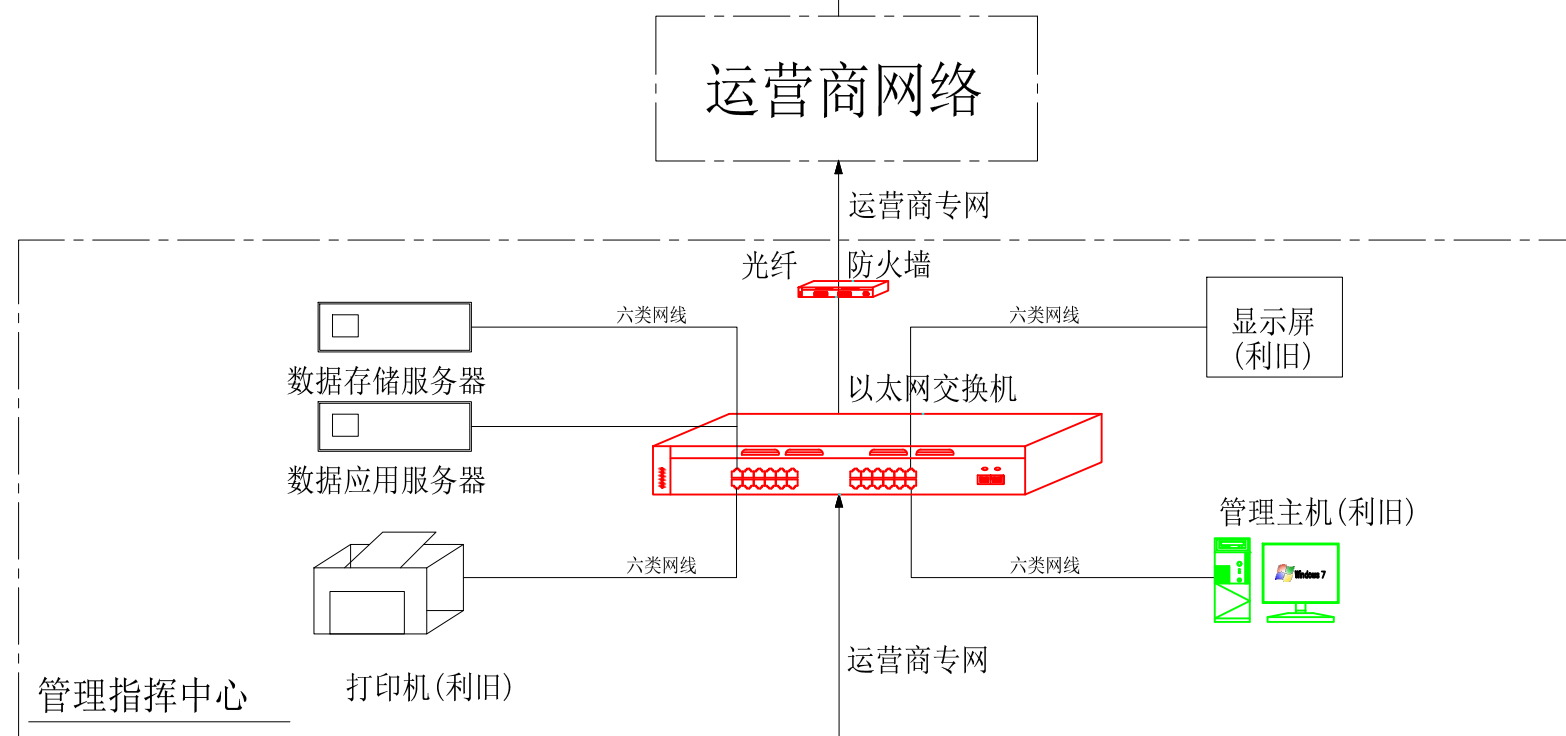 运营商网络
运营商专网
光纤
防火墙
六类网线
六类网线
显示屏
(利旧)
数据存储服务器
以太网交换机
数据应用服务器
管理主机(利旧)
六类网线
六类网线
Windows 7
运营商专网
打印机(利旧)
管理指挥中心